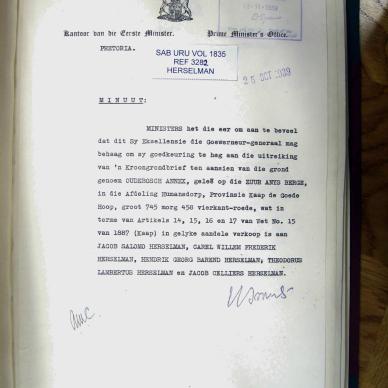 Kantoor van die Eerste Minister. Prime Minister's Office.
PRETORIA.
SAB URU VOL 1835
REF 3282
HERSELMAN
25 OCT 1939
MINUUT:
MINISTERS het die eer om aan te beveel
dat dit Sy Eksellensie die Goewerneur-generaal mag
behaag om sy goedkeuring te heg aan die uitreiking
van 'n Kroongrondbrief ten aansien van die grond
genoem OUDEBOSCH ANNEX, geleë op die ZUUR ANYS BERGE,
in die Afdeling Humansdorp, Provinsie Kaap de Goede
Hoop, groot 745 morg 458 vierkant-roede, wat in
terme van Artikels 14, 15, 16 en 17 van Wet No. 15
van 1887 (Kaap) in gelyke aandele verkoop is aan
JACOB SALOMO HERSELMAN, CAREL WILLEM FREDERIK
HERSELMAN, HENDRIK GEORG BAREND HERSELMAN, THEODORUS
LAMBERTUS HERSELMAN en JACOB CELLIERS HERSELMAN.